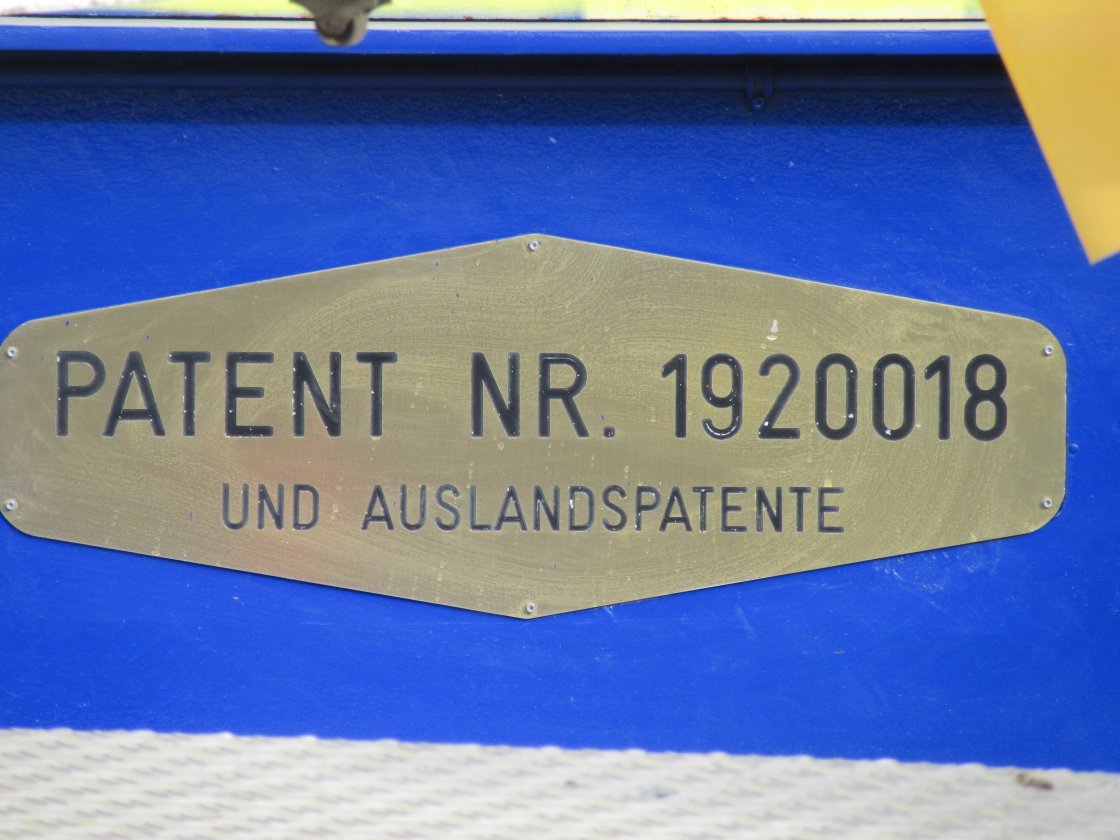 PATENT NR. 1920018
UND AUSLANDSPATENTE